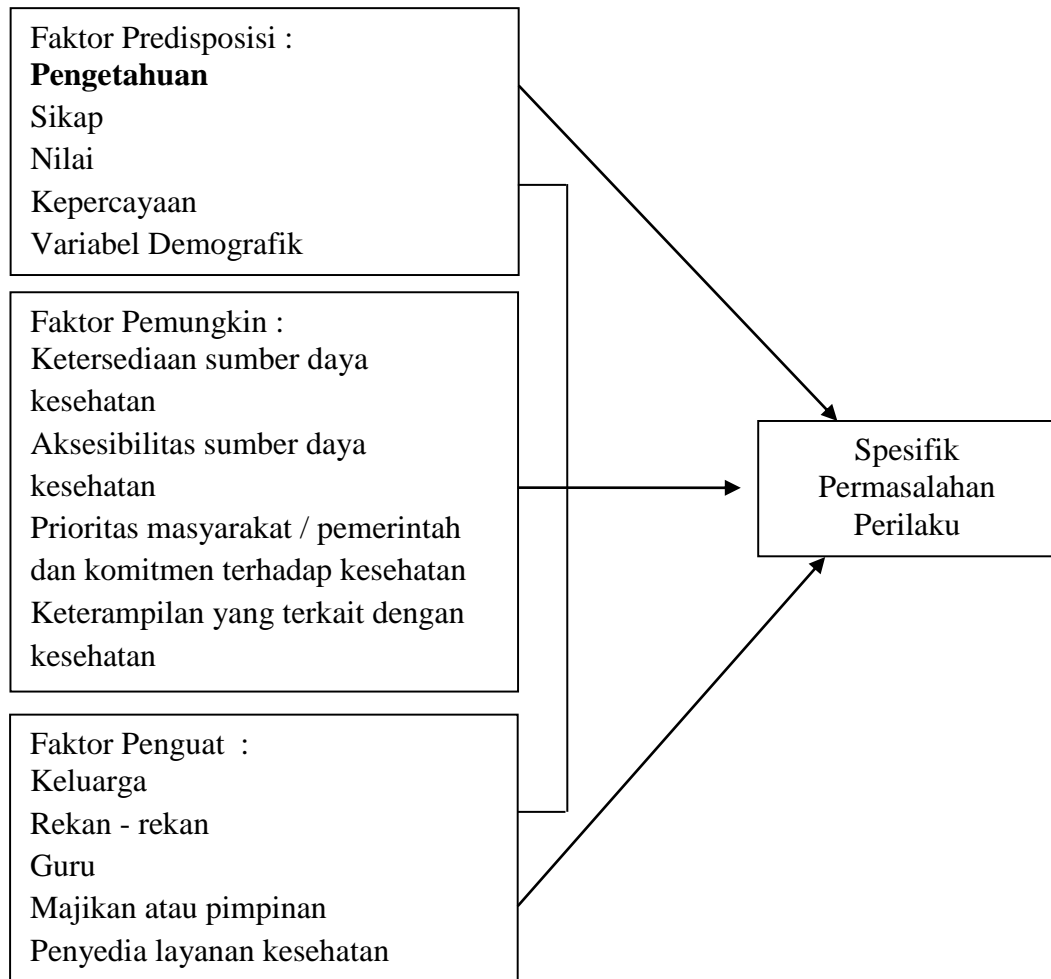 Faktor Predisposisi :
Pengetahuan
Sikap
Nilai
Kepercayaan
Variabel Demografik
Faktor Pemungkin :
Ketersediaan sumber daya
kesehatan
Aksesibilitas sumber daya
kesehatan
Prioritas masyarakat / pemerintah
dan komitmen terhadap kesehatan
Keterampilan yang terkait dengan
kesehatan
Faktor Penguat :
Keluarga
Rekan - rekan
Guru
Majikan atau pimpinan
Penyedia layanan kesehatan
Spesifik
Permasalahan
Perilaku